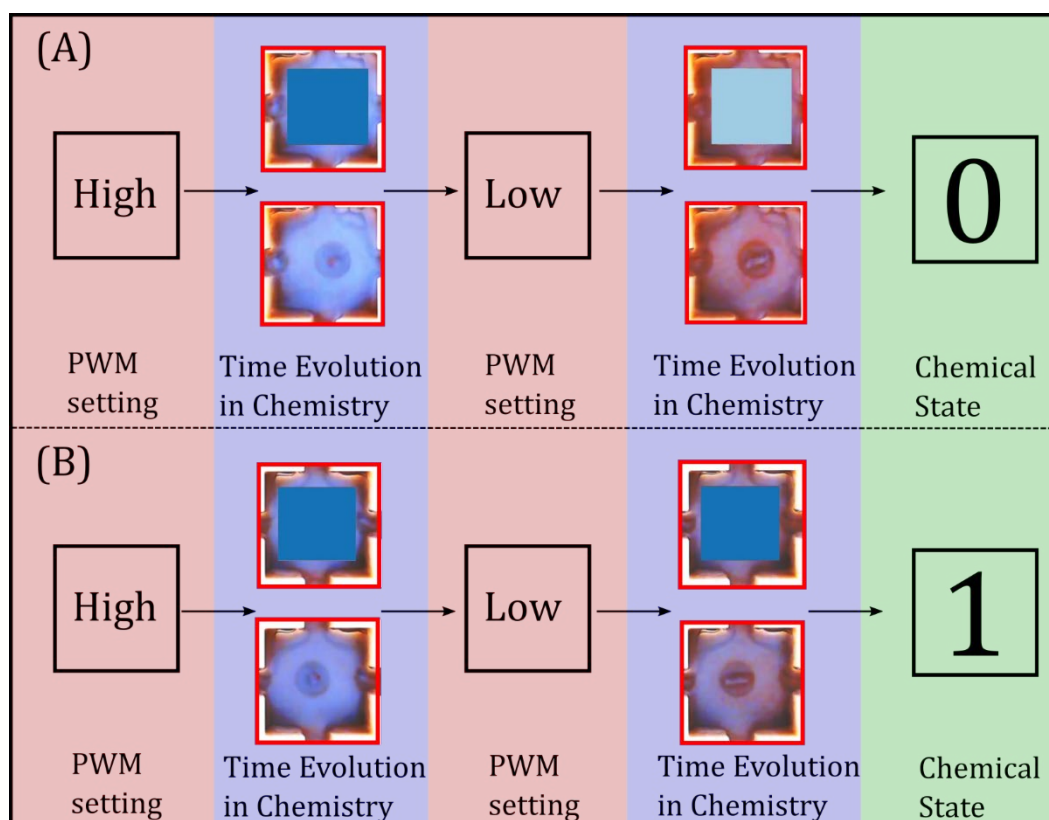 (A)
High
Low
0
PWM
setting
Time Evolution
in Chemistry
PWM
setting
Time Evolution
in Chemistry
Chemical
State
(B)
High
Low
1
PWM
setting
Time Evolution
in Chemistry
PWM
setting
Time Evolution
in Chemistry
Chemical
State